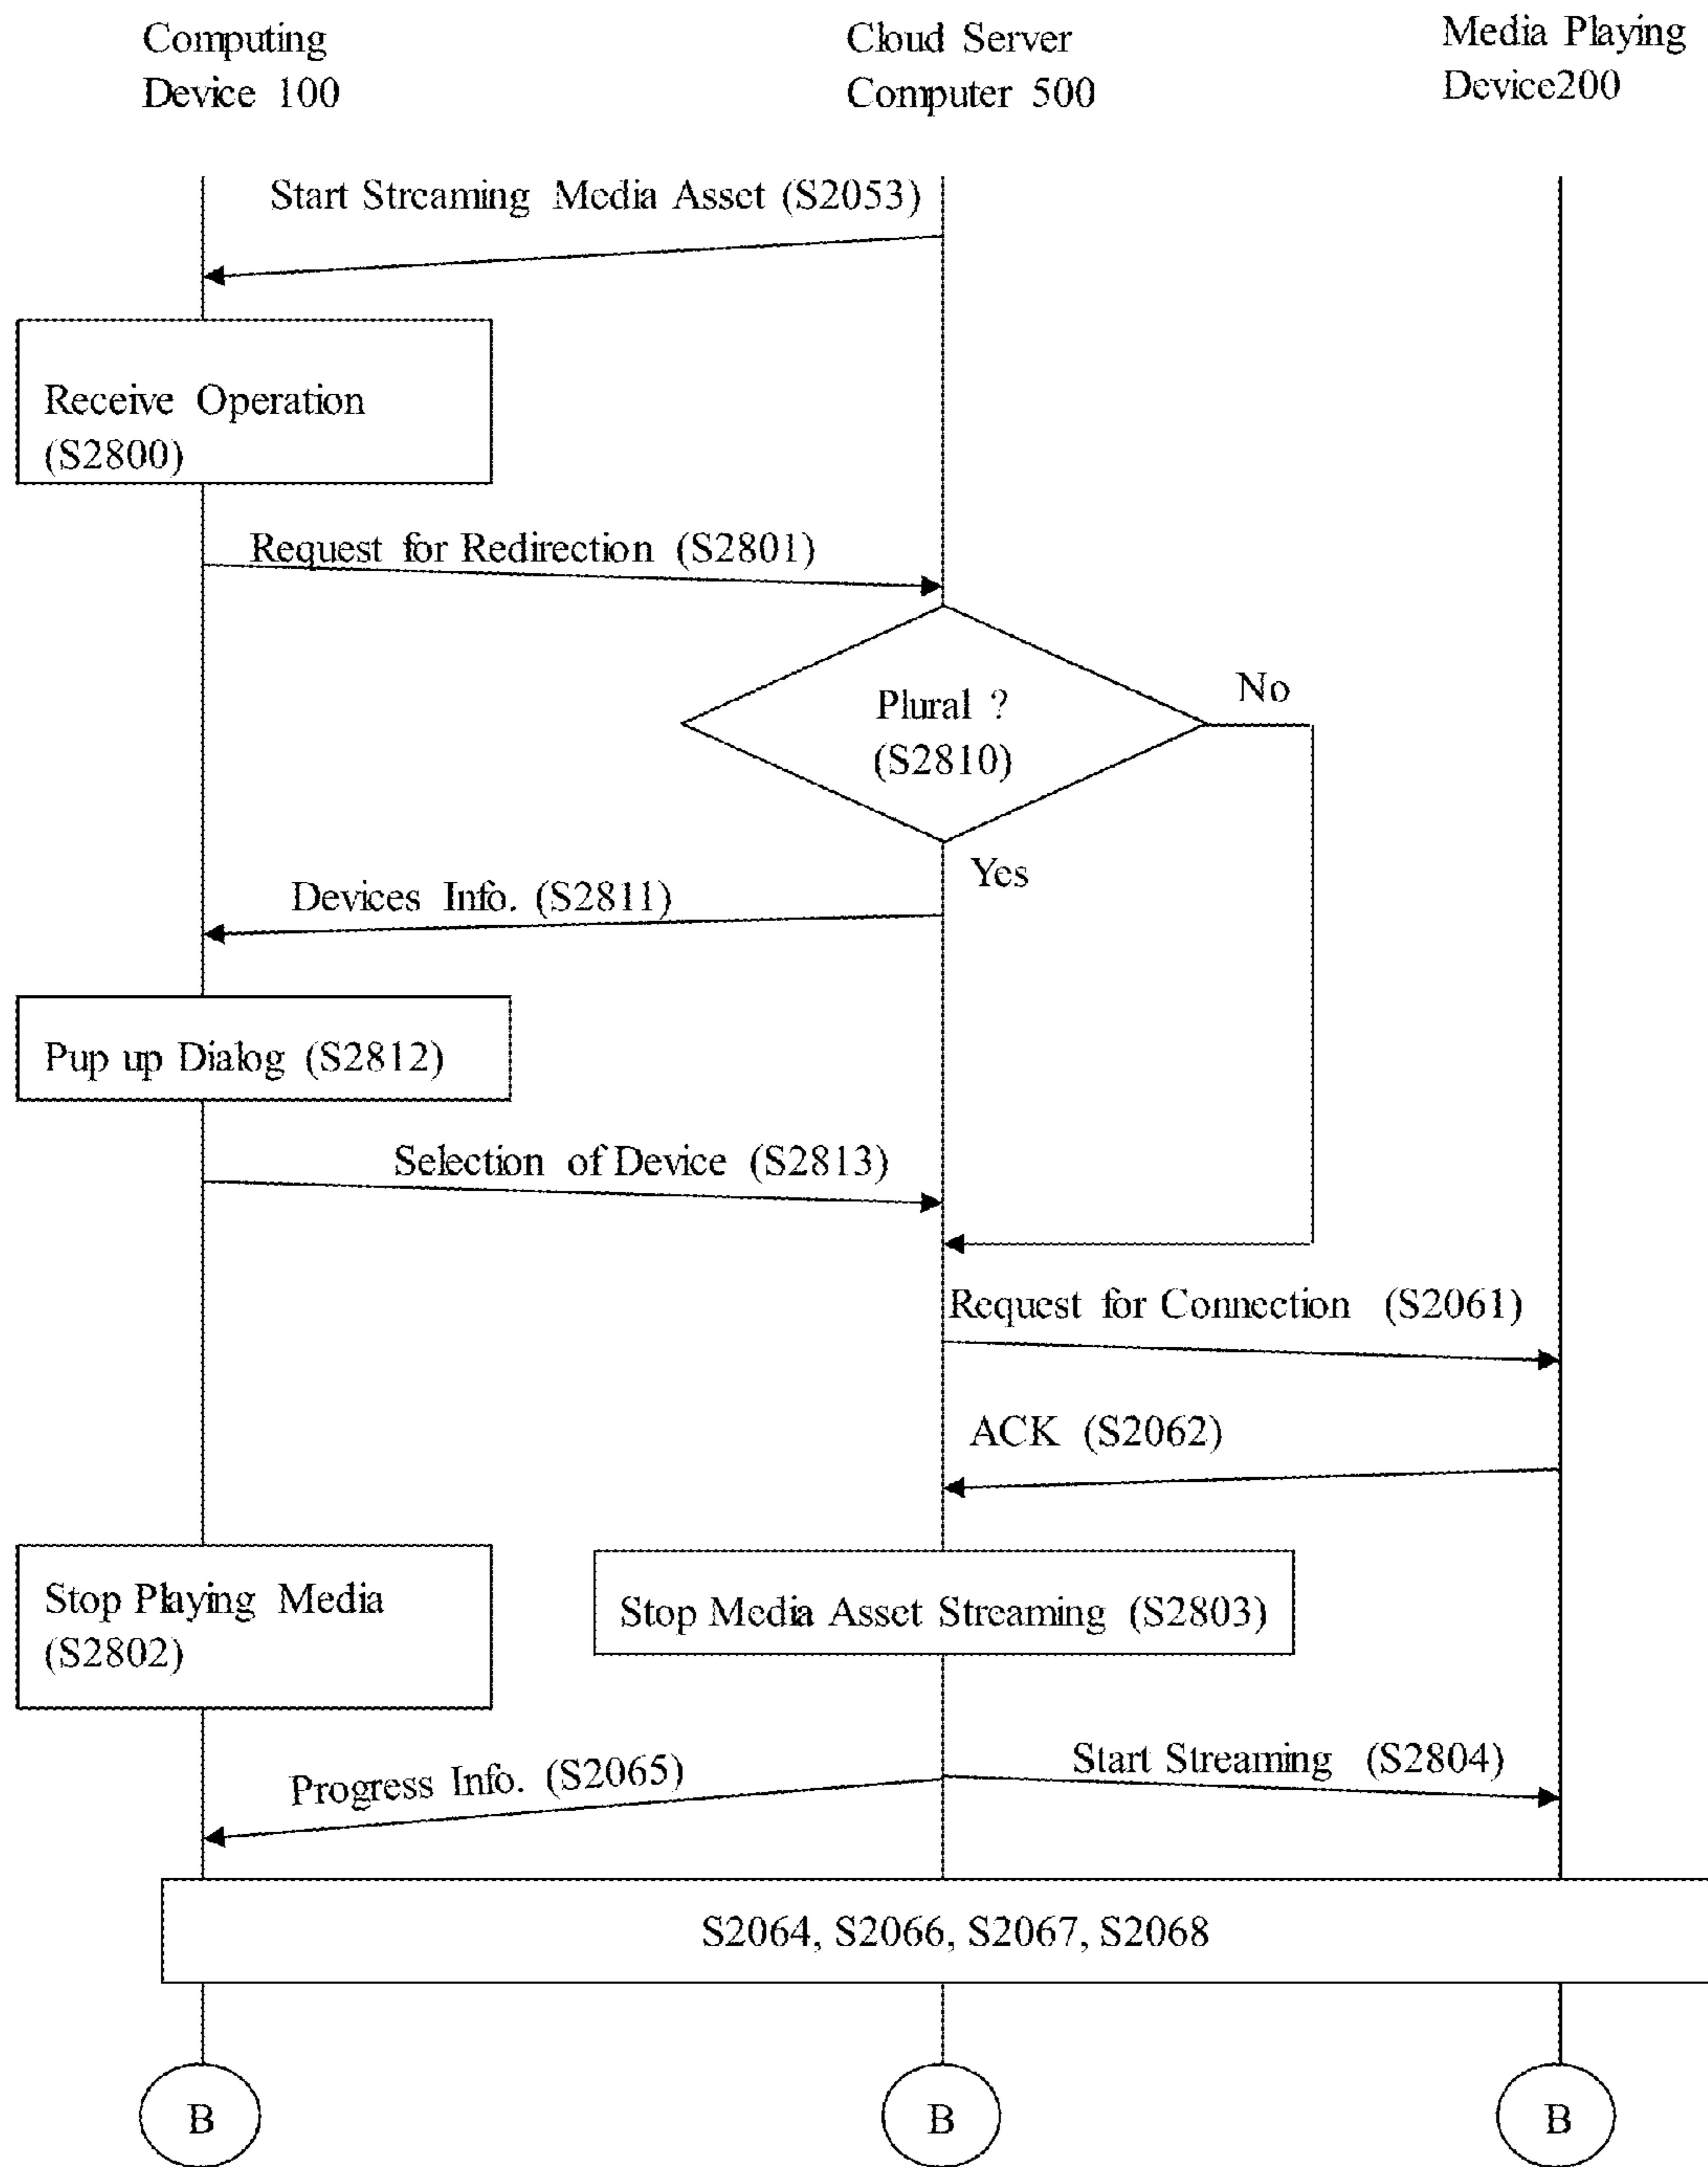 Computing
Device 100
Cloud Server
Computer 500
Media Playing
Device200
Start Streaming Media Asset (S2053)
Receive Operation
(S2800)
Request for Redirection (S2801)
Plural ?
(S2810)
No
Yes
Devices Info. (S2811)
Pup up Dialog (S2812)
Selection of Device (S2813)
Request for Connection (S2061)
ACK (S2062)
Stop Playing Media
(S2802)
Stop Media Asset Streaming (S2803)
Progress Info. (S2065)
Start Streaming (S2804)
S2064, S2066, S2067, S2068
B
B
B